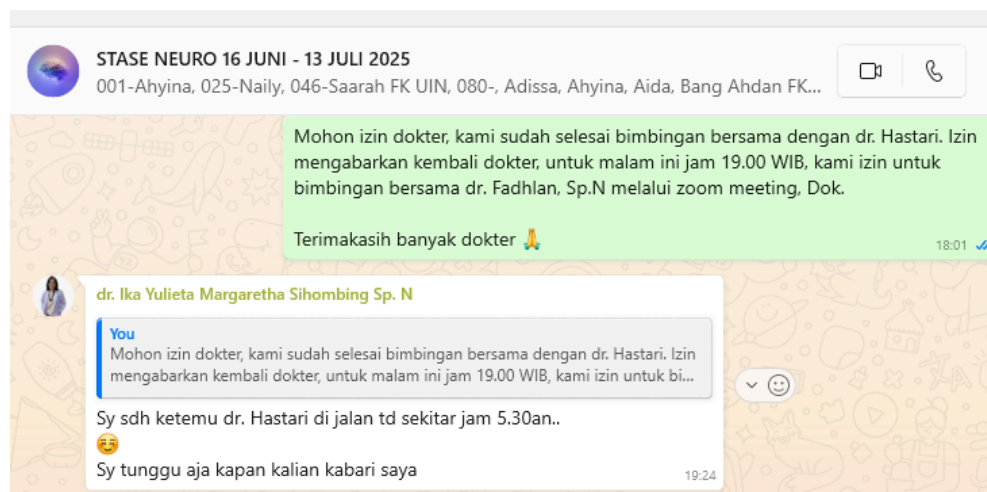 STASE NEURO 16 JUNI - 13 JULI 2025
001-Ahyina, 025-Naily, 046-Saarah FK UIN, 080-, Adissa, Ahyina, Aida, Bang Ahdan FK...
Mohon izin dokter, kami sudah selesai bimbingan bersama dengan dr. Hastari. Izin
mengabarkan kembali dokter, untuk malam ini jam 19.00 WIB, kami izin untuk
bimbingan bersama dr. Fadhlan, Sp.N melalui zoom meeting, Dok.
Terimakasih banyak dokter 🙏
18:01
dr. Ika Yulieta Margaretha Sihombing Sp. N
You
Mohon izin dokter, kami sudah selesai bimbingan bersama dengan dr. Hastari. Izin
mengabarkan kembali dokter, untuk malam ini jam 19.00 WIB, kami izin untuk bi...
Sy sdh ketemu dr. Hastari di jalan td sekitar jam 5.30an..
☺️
Sy tunggu aja kapan kalian kabari saya
19:24